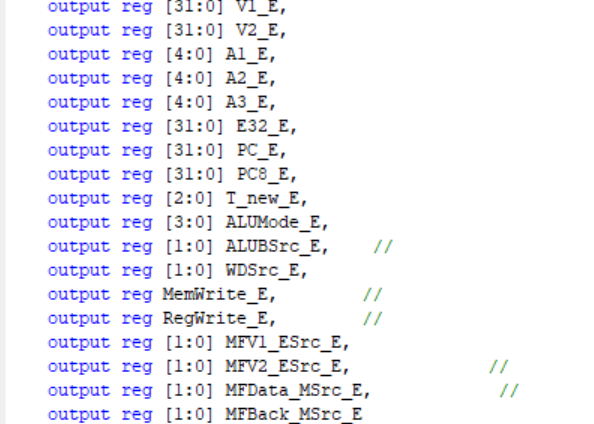 output reg [31:0] V1_E,
output reg [31:0] V2_E,
output reg [4:0] A1_E,
output reg [4:0] A2_E,
output reg [4:0] A3_E,
output reg [31:0] E32_E,
output reg [31:0] PC_E,
output reg [31:0] PC8_E,
output reg [2:0] T_new_E,
output reg [3:0] ALUMode_E,
output reg [1:0] ALUBSrc_E, //
output reg [1:0] WDSrc_E,
output reg MemWrite_E, //
output reg RegWrite_E, //
output reg [1:0] MFV1_ESrc_E,
output reg [1:0] MFV2_ESrc_E, //
output reg [1:0] MFData_MSrc_E, //
output reg [1:0] MFBack_MSrc_E